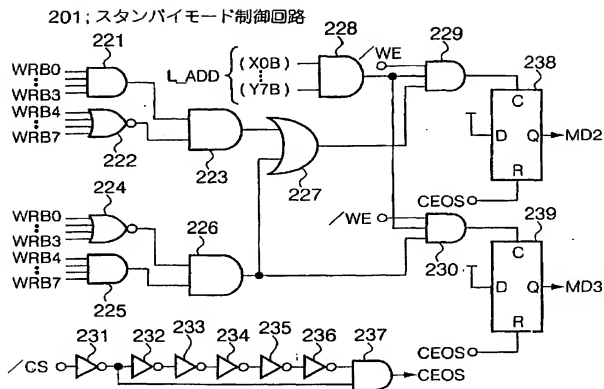 201; スタンバイモード制御回路
221
WRB0
WRB3
WRB4
WRB7
222
223
L_ADD
(X0B)
(Y7B)
228
/WE
229
227
238
C
D
Q
R
MD2
CEOS
224
WRB0
WRB3
WRB4
WRB7
225
226
/WE
230
239
C
D
Q
R
MD3
CEOS
/CS
231
232
233
234
235
236
237
CEOS